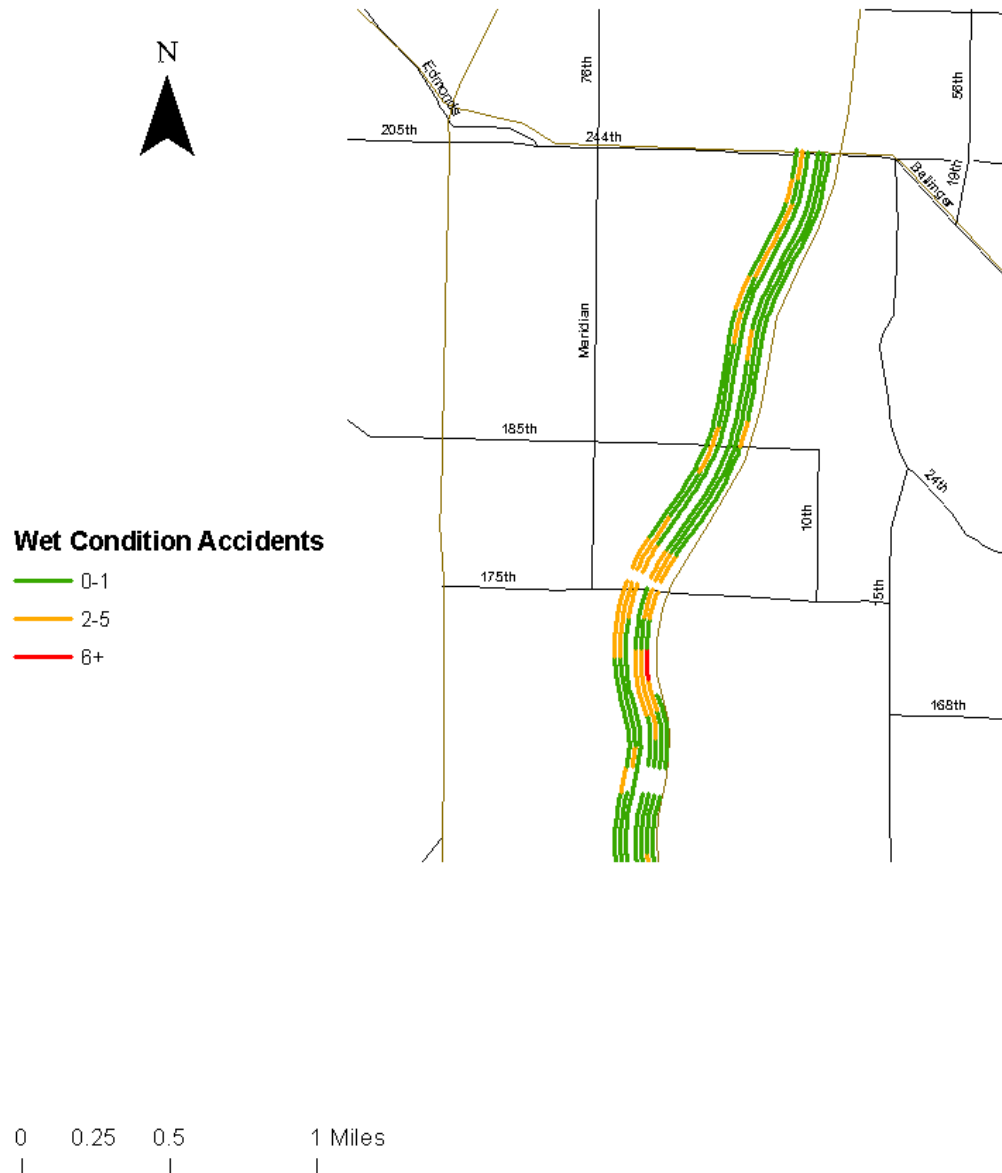 N
Edmonds
76th
56th
205th
244th
19th
Ballinger
Meridian
185th
24th
10th
Wet Condition Accidents
0-1
2-5
6+
175th
15th
168th
0 0.25 0.5 1 Miles